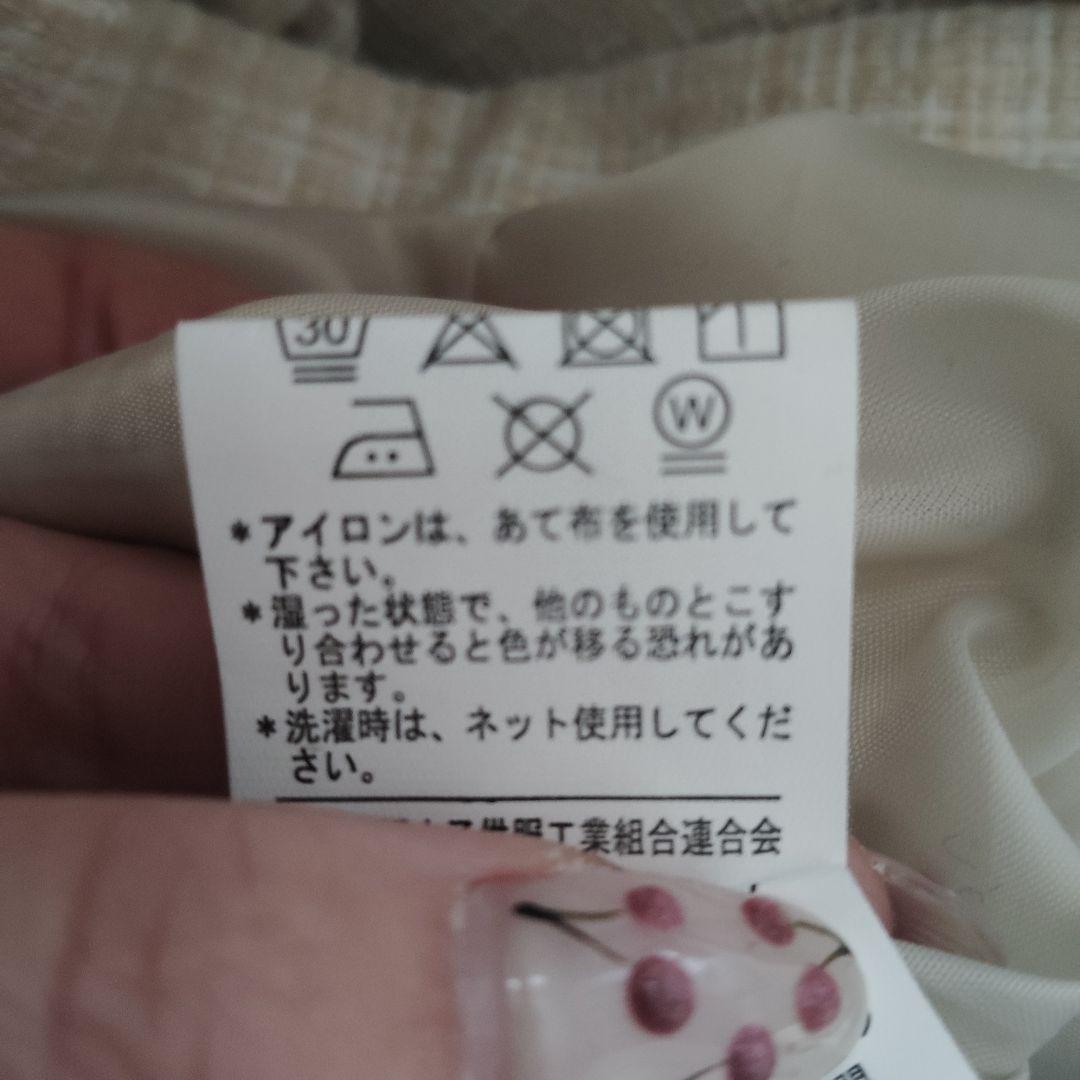 30
W
*アイロンは、あて布を使用して
下さい。
*湿った状態で、他のものとこす
り合わせると色が移る恐れがあ
ります。
*洗濯時は、ネット使用してくだ
さい。
服工業組合連合会